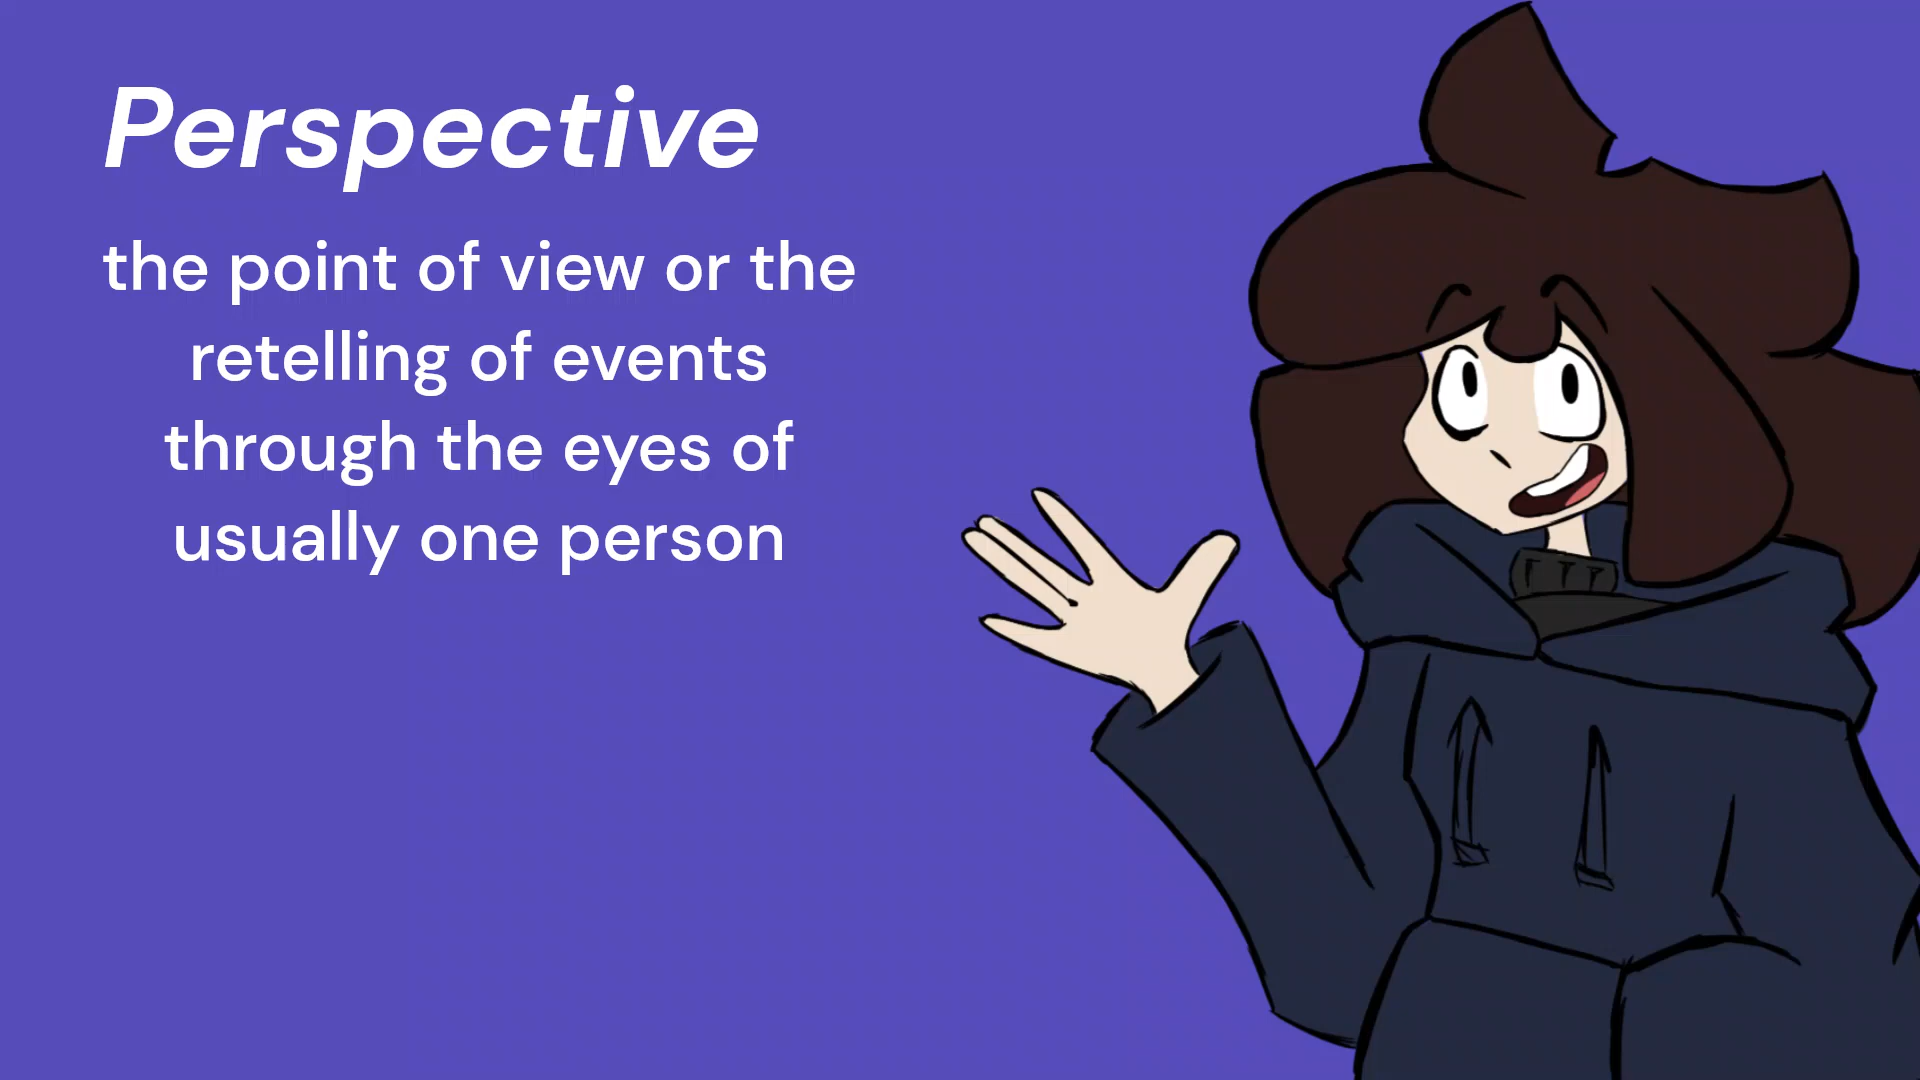 Perspective
the point of view or the
retelling of events
through the eyes of
usually one person